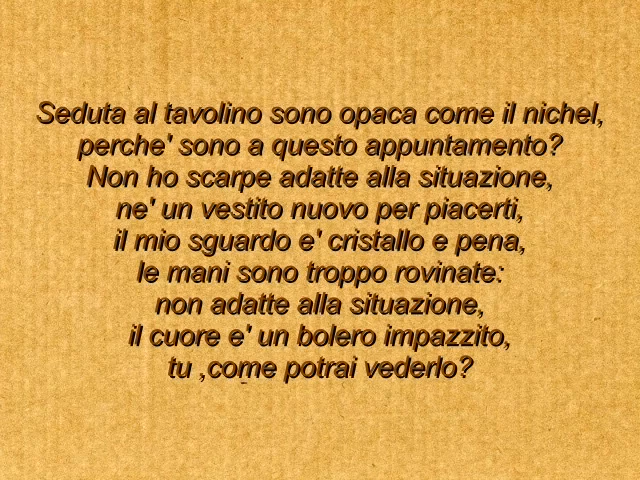 Seduta al tavolino sono opaca come il nichel,
perche' sono a questo appuntamento?
Non ho scarpe adatte alla situazione,
ne' un vestito nuovo per piacerti,
il mio sguardo e' cristallo e pena,
le mani sono troppo rovinate:
non adatte alla situazione,
il cuore e' un bolero impazzito,
tu ,come potrai vederlo?